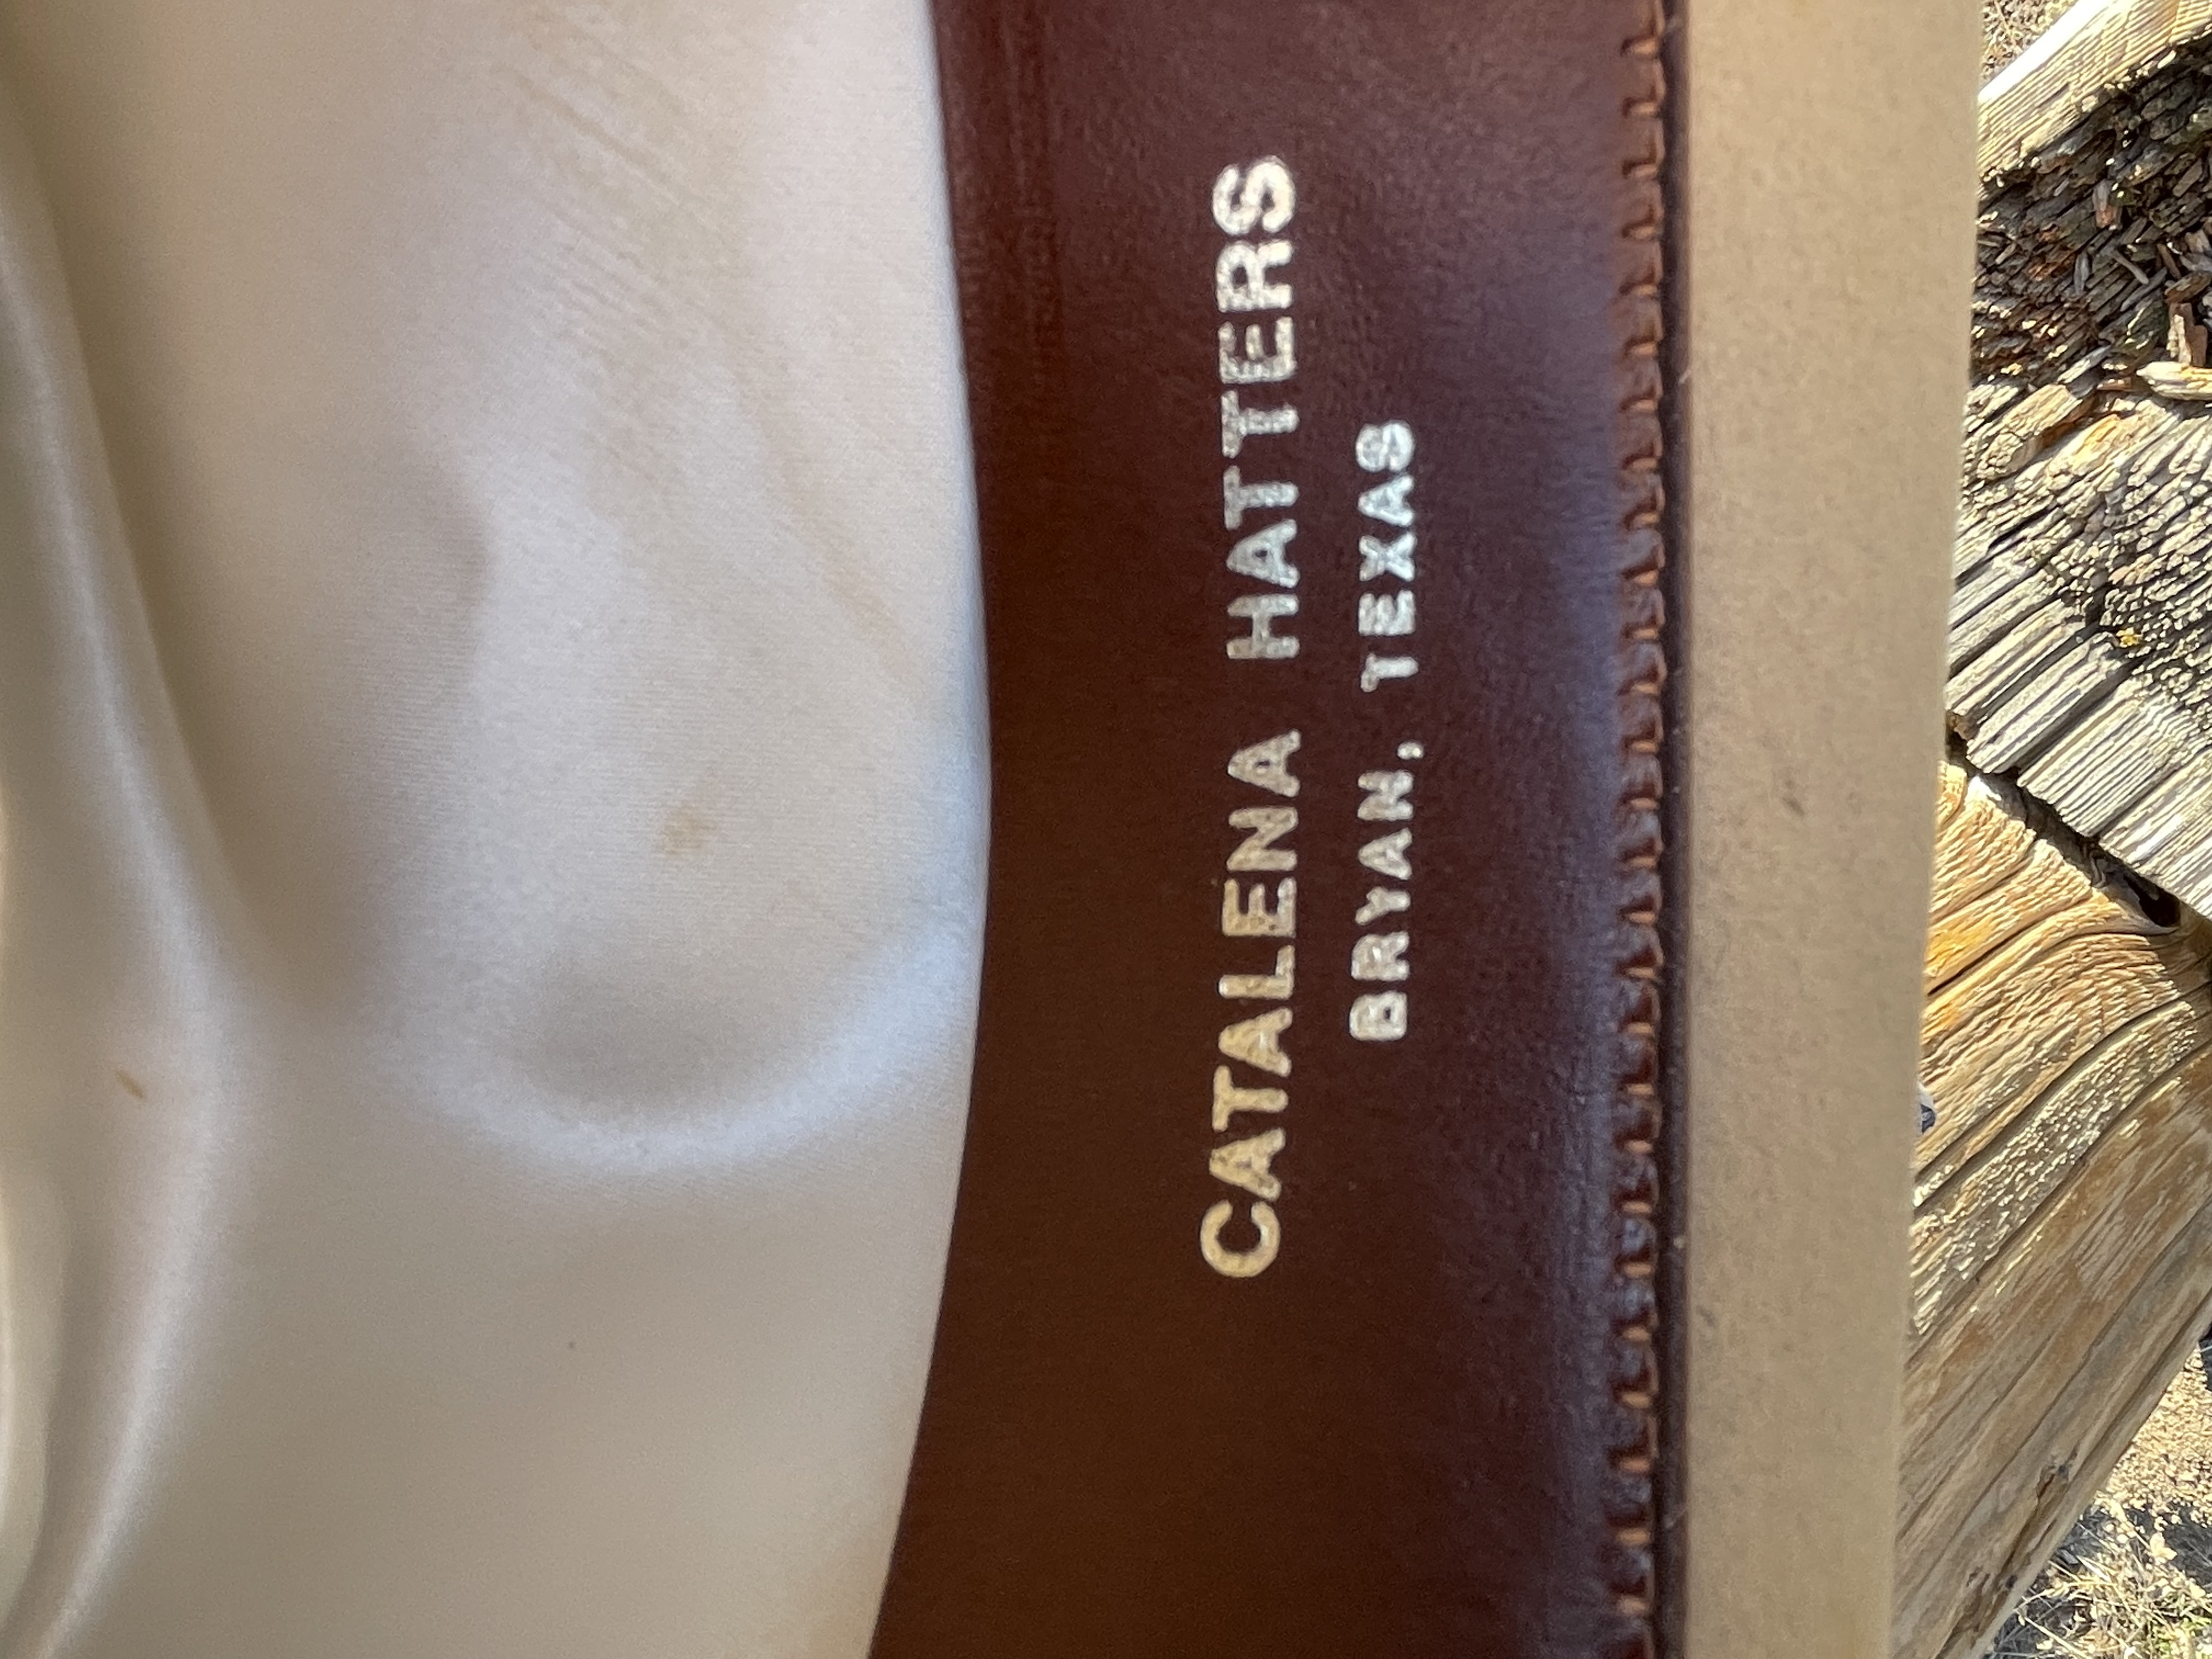 CATALENA HATTERS
BRYAN, TEXAS